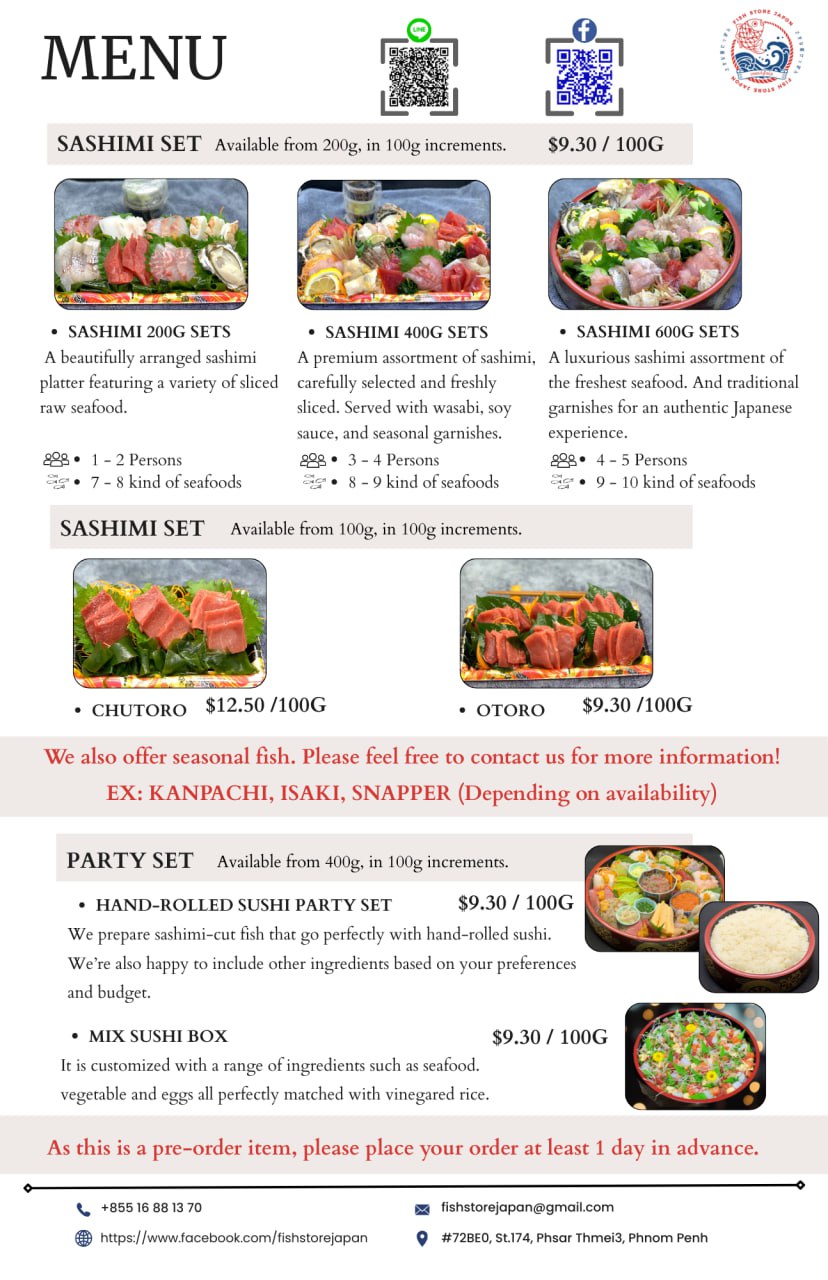 MENU
LINE
FISH STORE JAPON
FISH STORE JAPON
SASHIMI SET Available from 200g, in 100g increments. $9.30 / 100G
• SASHIMI 200G SETS
A beautifully arranged sashimi
platter featuring a variety of sliced
raw seafood.
• 1 - 2 Persons
• 7 - 8 kind of seafoods
• SASHIMI 400G SETS
A premium assortment of sashimi,
carefully selected and freshly
sliced. Served with wasabi, soy
sauce, and seasonal garnishes.
• 3 - 4 Persons
• 8 - 9 kind of seafoods
• SASHIMI 600G SETS
A luxurious sashimi assortment of
the freshest seafood. And traditional
garnishes for an authentic Japanese
experience.
• 4 - 5 Persons
• 9 - 10 kind of seafoods
SASHIMI SET Available from 100g, in 100g increments.
• CHUTORO $12.50 /100G
• OTORO $9.30 /100G
We also offer seasonal fish. Please feel free to contact us for more information!
EX: KANPACHI, ISAKI, SNAPPER (Depending on availability)
PARTY SET Available from 400g, in 100g increments.
• HAND-ROLLED SUSHI PARTY SET $9.30 / 100G
We prepare sashimi-cut fish that go perfectly with hand-rolled sushi.
We're also happy to include other ingredients based on your preferences
and budget.
• MIX SUSHI BOX $9.30 / 100G
It is customized with a range of ingredients such as seafood.
vegetable and eggs all perfectly matched with vinegared rice.
As this is a pre-order item, please place your order at least 1 day in advance.
+855 16 88 13 70
fishstorejapan@gmail.com
https://www.facebook.com/fishstorejapan
#72BE0, St.174, Phsar Thmei3, Phnom Penh